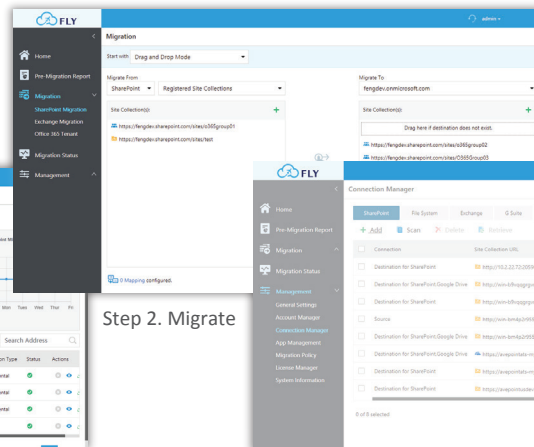 FLY
admin
Migration
Home
Pre-Migration Report
Migration
SharePoint Migration
Exchange Migration
Office 365 Tenant
Migration Status
Management
Start with Drag and Drop Mode
Migrate From
SharePoint Registered Site Collections
Site Collection(s): +
https://fengdev.sharepoint.com/sites/o365group01
https://fengdev.sharepoint.com/sites/test
0 Mapping configured.
Migrate To
fengdev.onmicrosoft.com
Site Collection(s): +
Drag here if destination does not exist.
https://fengdev.sharepoint.com/sites/o365group02
https://fengdev.sharepoint.com/sites/O365Group03
Mon Tues Wed Thur Fri
Search Address
Status Actions
Step 2. Migrate
FLY
Home
Pre-Migration Report
Migration
Migration Status
Management
General Settings
Account Manager
Connection Manager
App Management
Migration Policy
License Manager
System Information
Connection Manager
SharePoint File System Exchange G Suite
+ Add Scan Delete Retrieve
Connection Site Collection URL
Destination for SharePoint
Destination for SharePoint,Google Drive
Destination for SharePoint
Source
Destination for SharePoint,Google Drive
Destination for SharePoint,Google Drive
Destination for SharePoint
Destination for SharePoint
0 of 8 selected